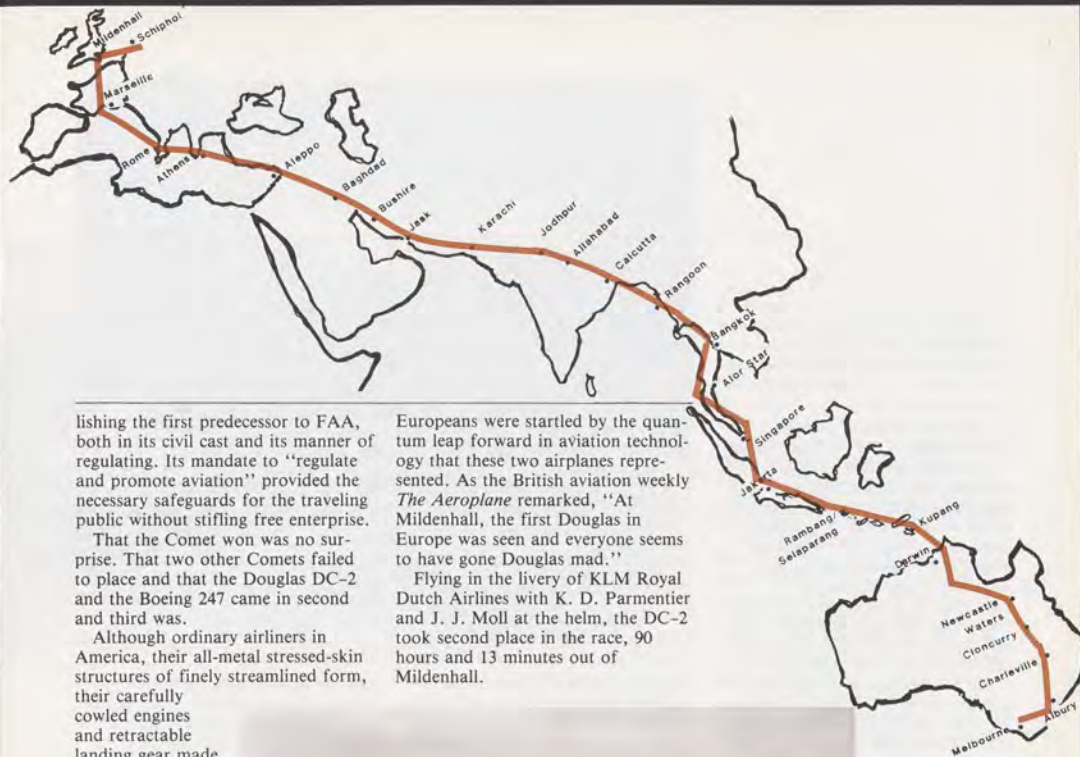 Mildenhall
Schiphol
Marseille
Rome
Athens
Aleppo
Baghdad
Bushire
Jask
Karachi
Jodhpur
Allahabad
Calcutta
Rangoon
Bangkok
Alor Star
Singapore
Jakarta
Rambang/
Selaparang
Kupang
Derwin
Newcastle
Waters
Cloncurry
Charleville
Albury
Melbourne
lishing the first predecessor to FAA,
both in its civil cast and its manner of
regulating. Its mandate to “regulate
and promote aviation” provided the
necessary safeguards for the traveling
public without stifling free enterprise.
That the Comet won was no sur-
prise. That two other Comets failed
to place and that the Douglas DC–2
and the Boeing 247 came in second
and third was.
Although ordinary airliners in
America, their all-metal stressed-skin
structures of finely streamlined form,
their carefully
cowled engines
and retractable
landing gear made
Europeans were startled by the quan-
tum leap forward in aviation technol-
ogy that these two airplanes repre-
sented. As the British aviation weekly
The Aeroplane remarked, “At
Mildenhall, the first Douglas in
Europe was seen and everyone seems
to have gone Douglas mad.”
Flying in the livery of KLM Royal
Dutch Airlines with K. D. Parmentier
and J. J. Moll at the helm, the DC–2
took second place in the race, 90
hours and 13 minutes out of
Mildenhall.